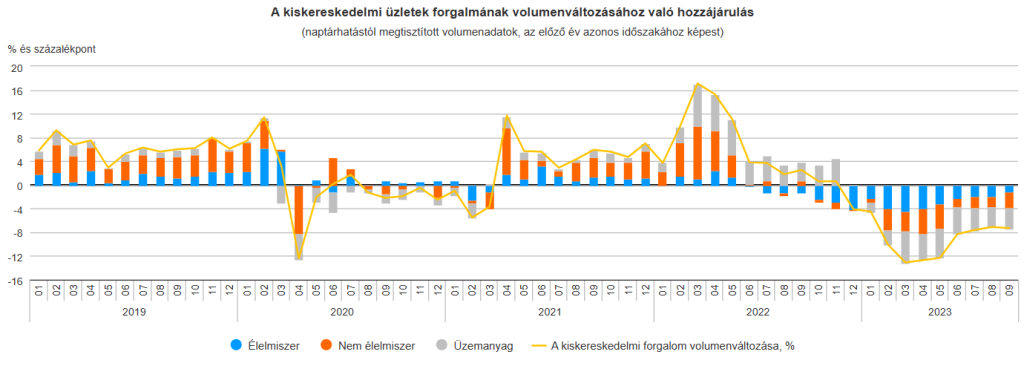 A kiskereskedelmi üzletek forgalmának volumenváltozásához való hozzájárulás
(naptárhatástól megtisztított volumenadatok, az előző év azonos időszakához képest)
% és százalékpont
20
16
12
8
4
0
-4
-8
-12
-16
01 02 03 04 05 06 07 08 09 10 11 12 01 02 03 04 05 06 07 08 09 10 11 12 01 02 03 04 05 06 07 08 09 10 11 12 01 02 03 04 05 06 07 08 09 10 11 12 01 02 03 04 05 06 07 08 09
2019 2020 2021 2022 2023
Élelmiszer Nem élelmiszer Üzemanyag A kiskereskedelmi forgalom volumenváltozása, %